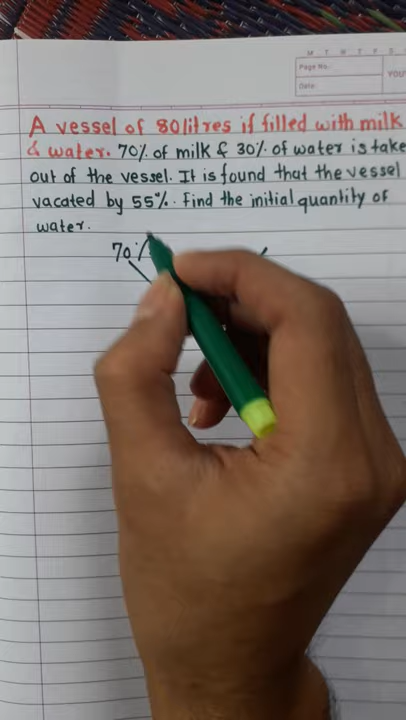 M T W T F S
Page No.:
YOU
Date:
A vessel of 80litres if filled with milk
& water. 70% of milk & 30% of water is take
out of the vessel. It is found that the vessel
vacated by 55%. Find the initial quantity of
water.
70%